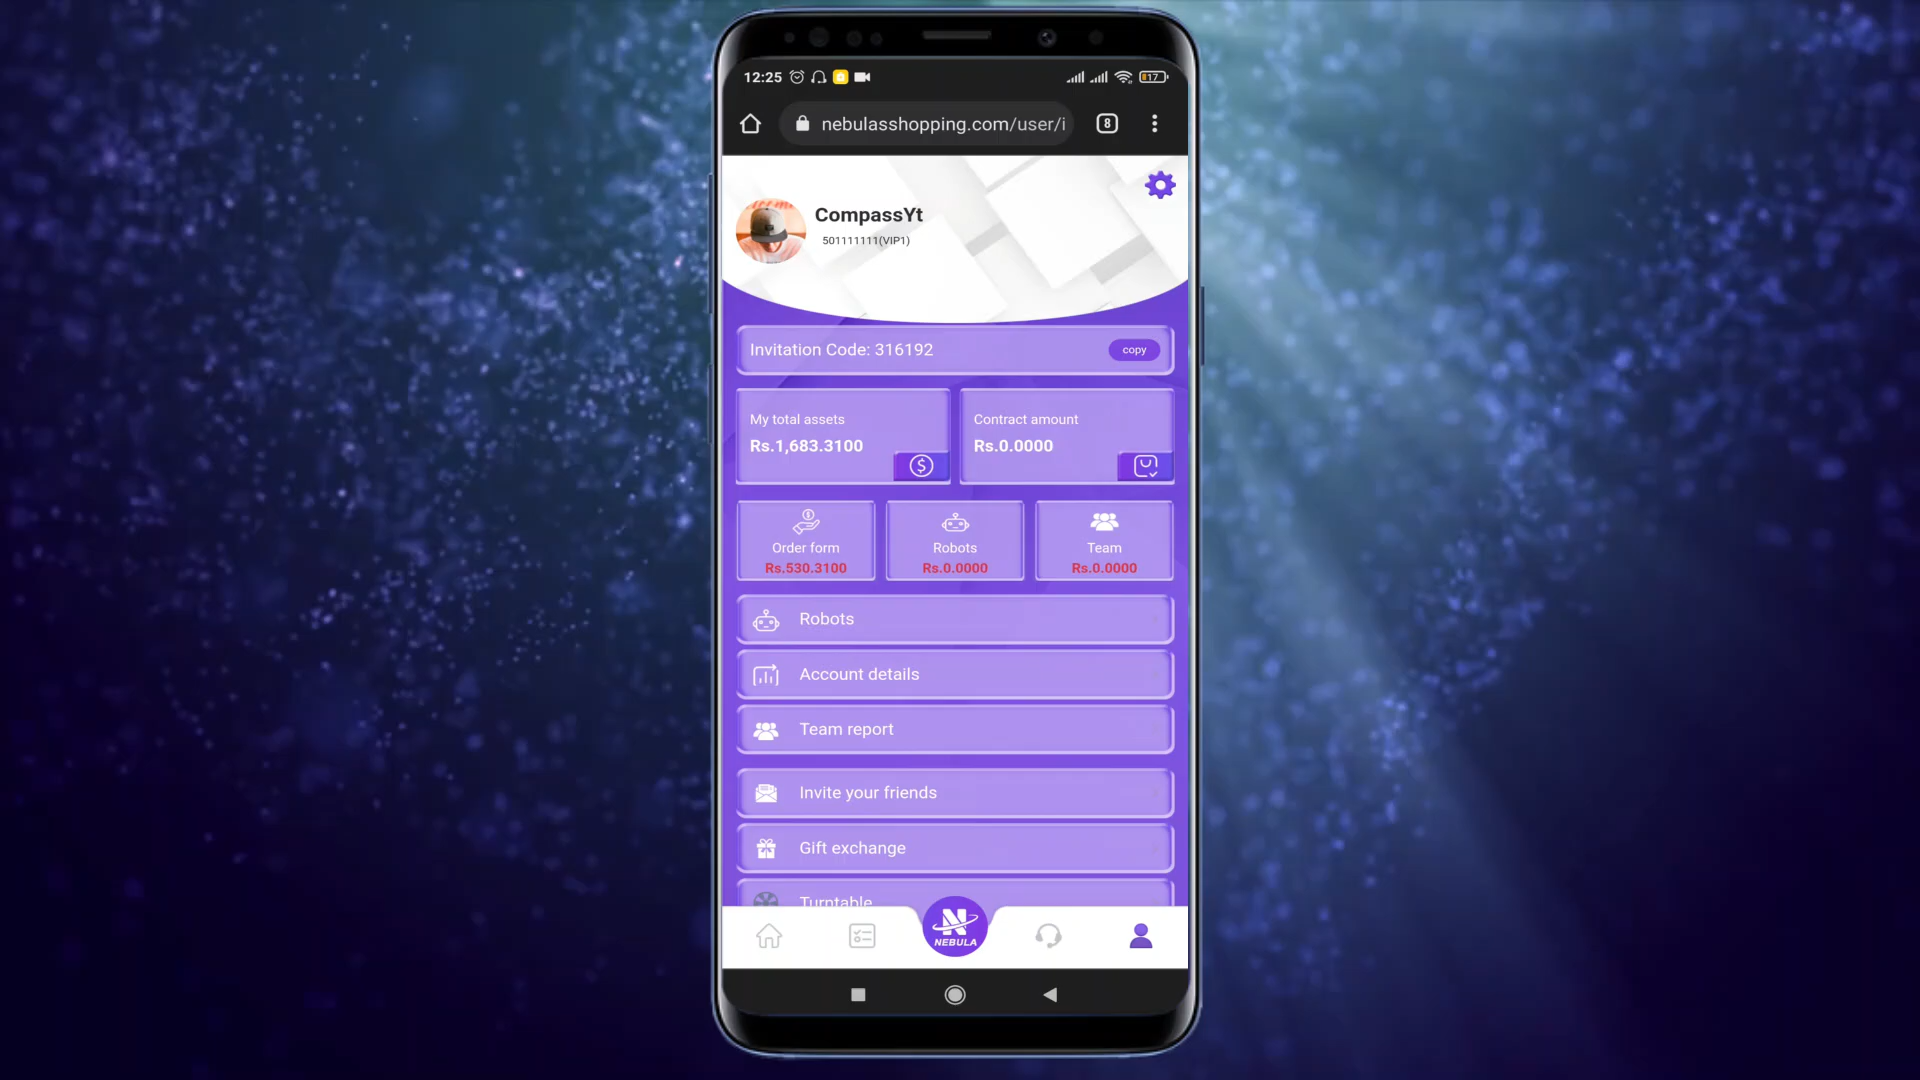 12:25
17
nebulasshopping.com/user/i
8
CompassYt
501111111(VIP1)
Invitation Code: 316192
copy
My total assets
Rs.1,683.3100
Contract amount
Rs.0.0000
Order form
Rs.530.3100
Robots
Rs.0.0000
Team
Rs.0.0000
Robots
Account details
Team report
Invite your friends
Gift exchange
Turntable
N
NEBULA